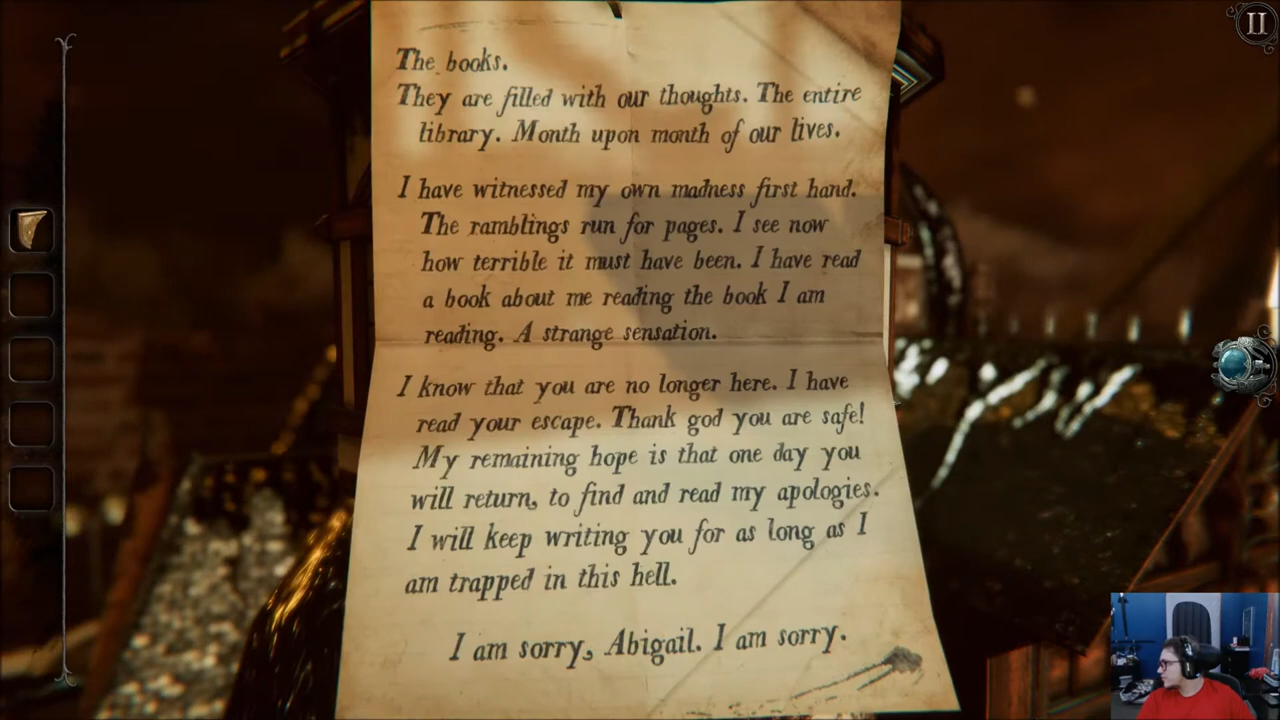 The books.
They are filled with our thoughts. The entire
library. Month upon month of our lives.
I have witnessed my own madness first hand.
The ramblings run for pages. I see now
how terrible it must have been. I have read
a book about me reading the book I am
reading. A strange sensation.
I know that you are no longer here. I have
read your escape. Thank god you are safe!
My remaining hope is that one day you
will return, to find and read my apologies.
I will keep writing you for as long as I
am trapped in this hell.
I am sorry, Abigail. I am sorry.